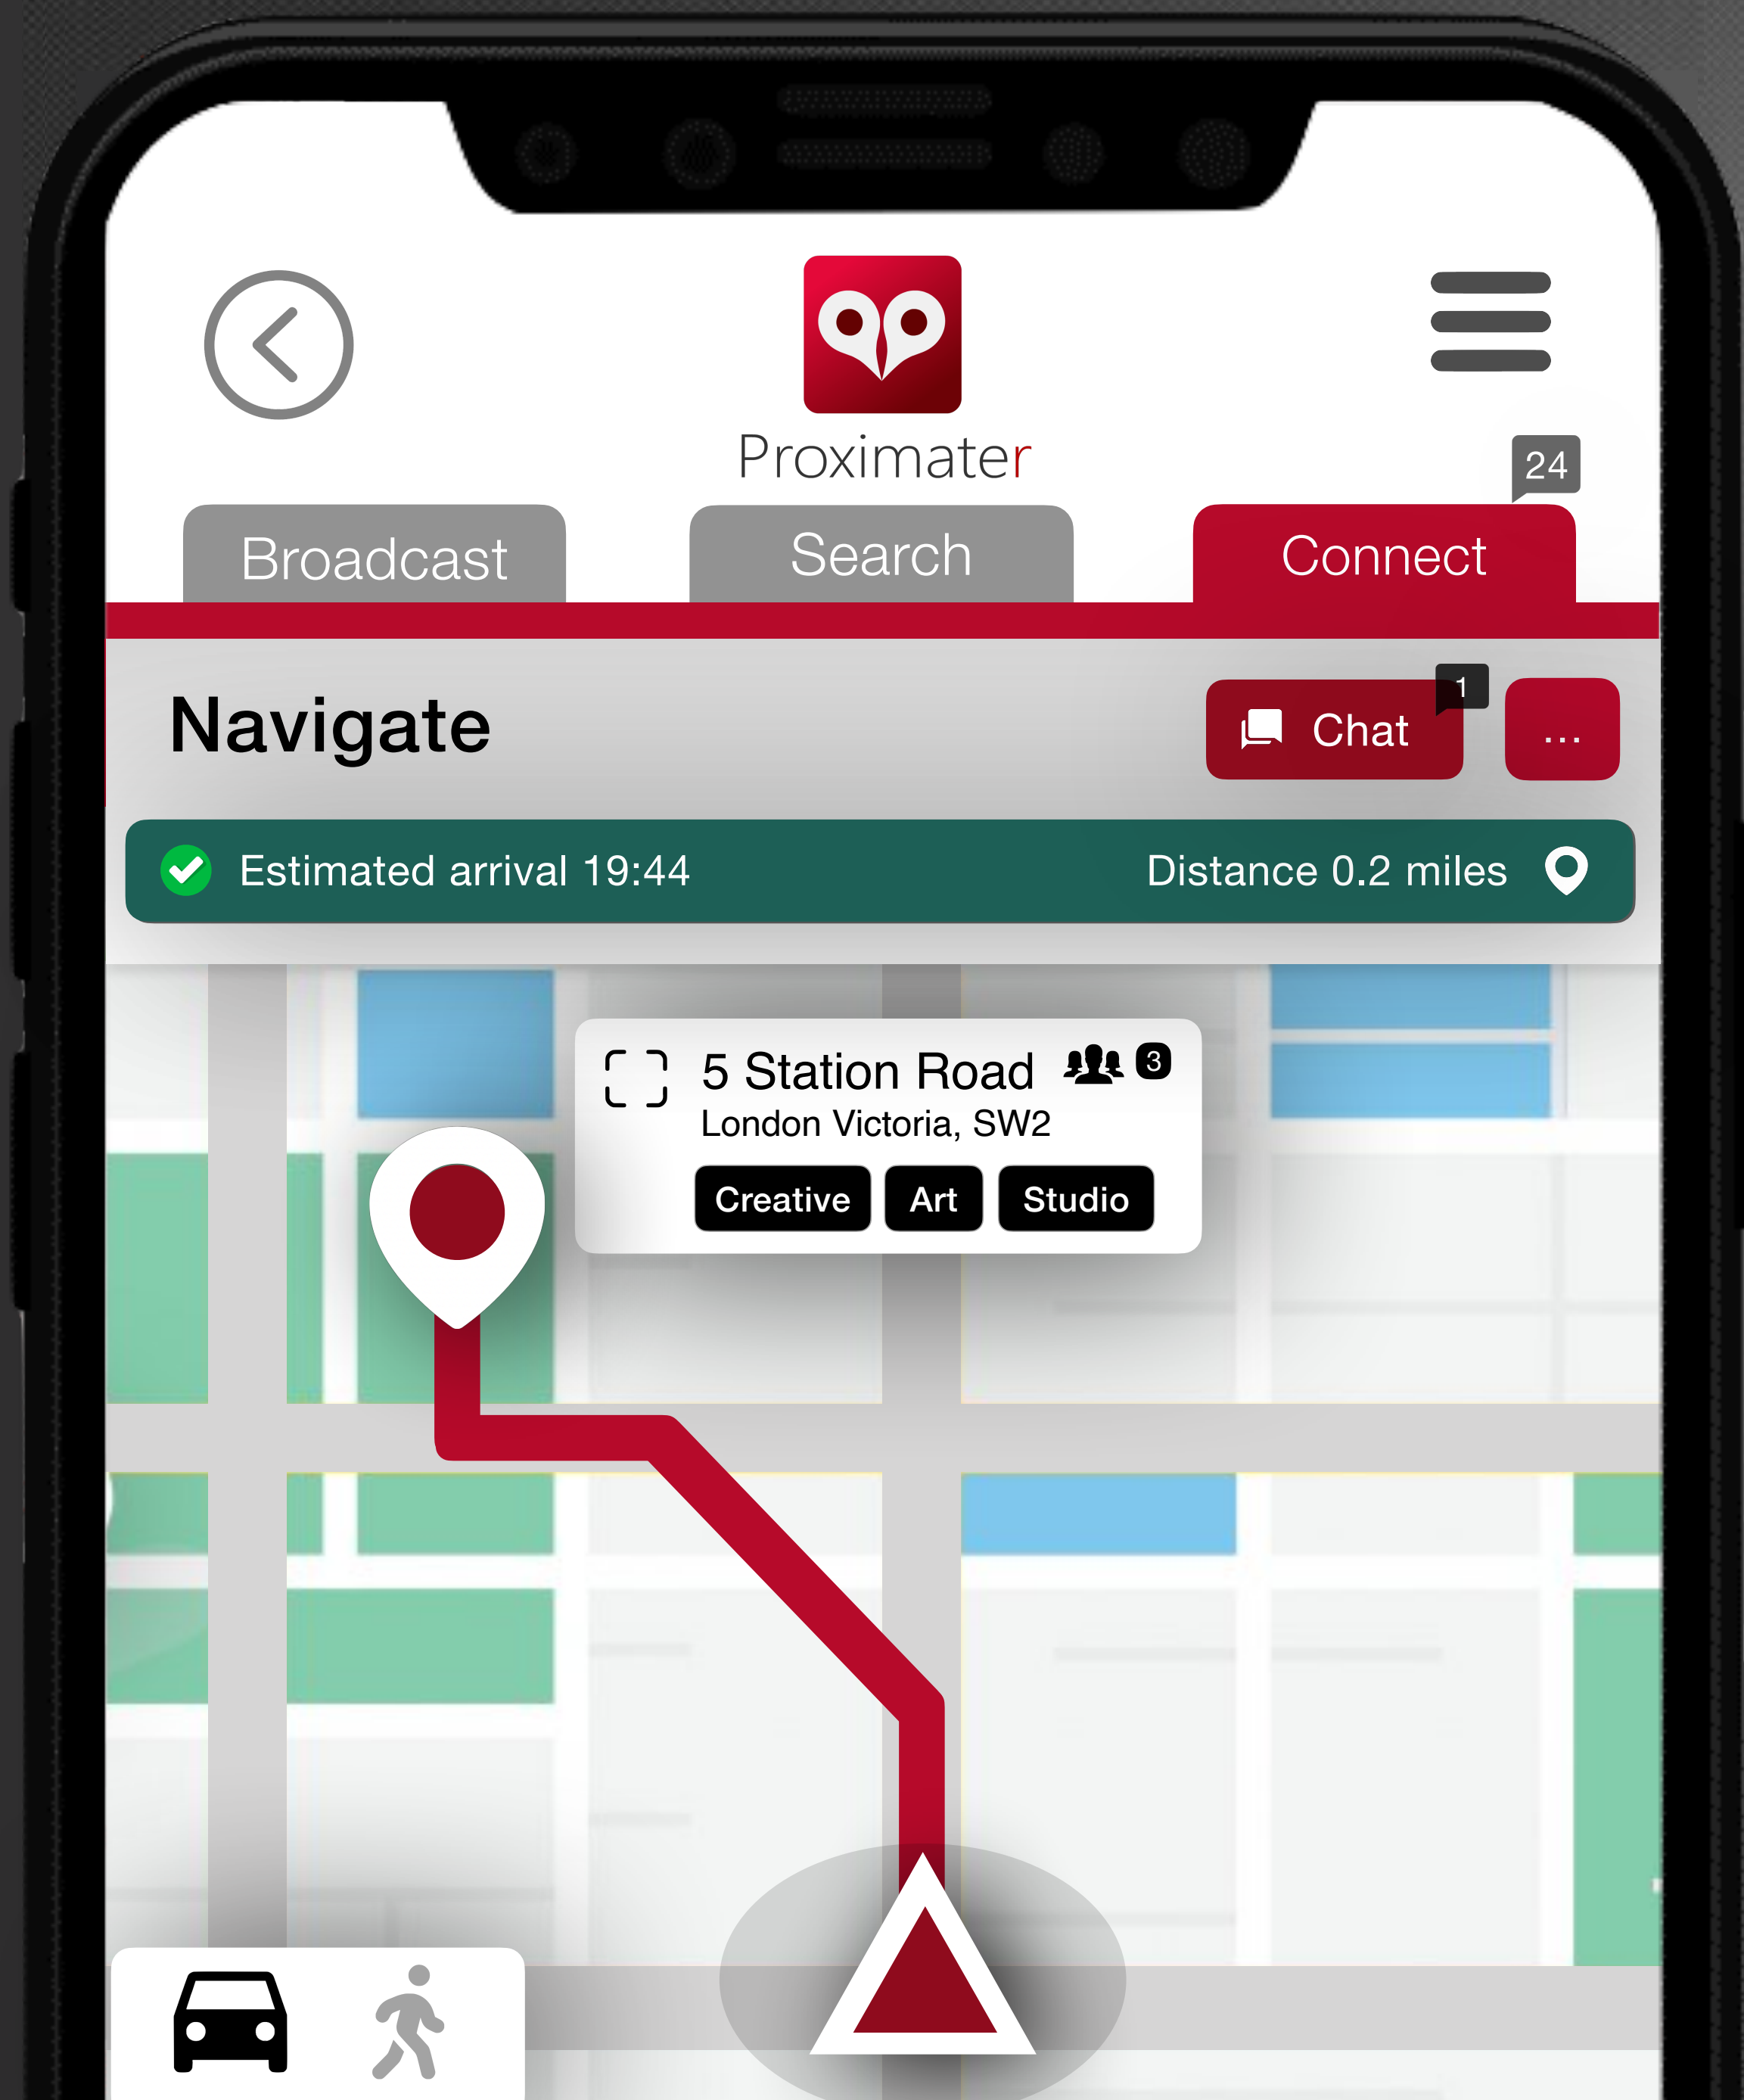 Proximater
24
Broadcast
Search
Connect
Navigate
Chat
1
...
Estimated arrival 19:44
Distance 0.2 miles
5 Station Road
3
London Victoria, SW2
Creative
Art
Studio